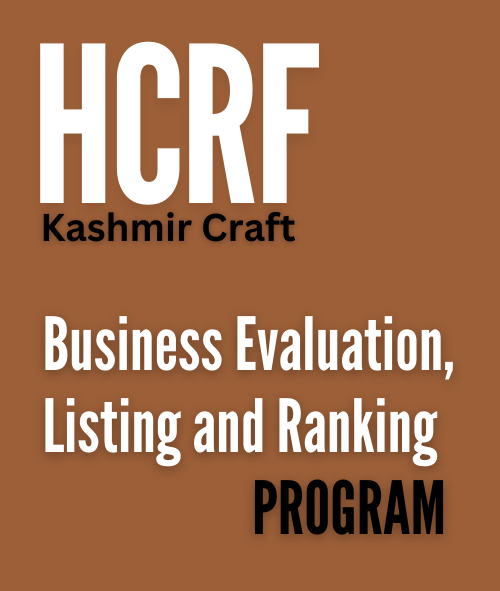 HCRF
Kashmir Craft
Business Evaluation,
Listing and Ranking
PROGRAM